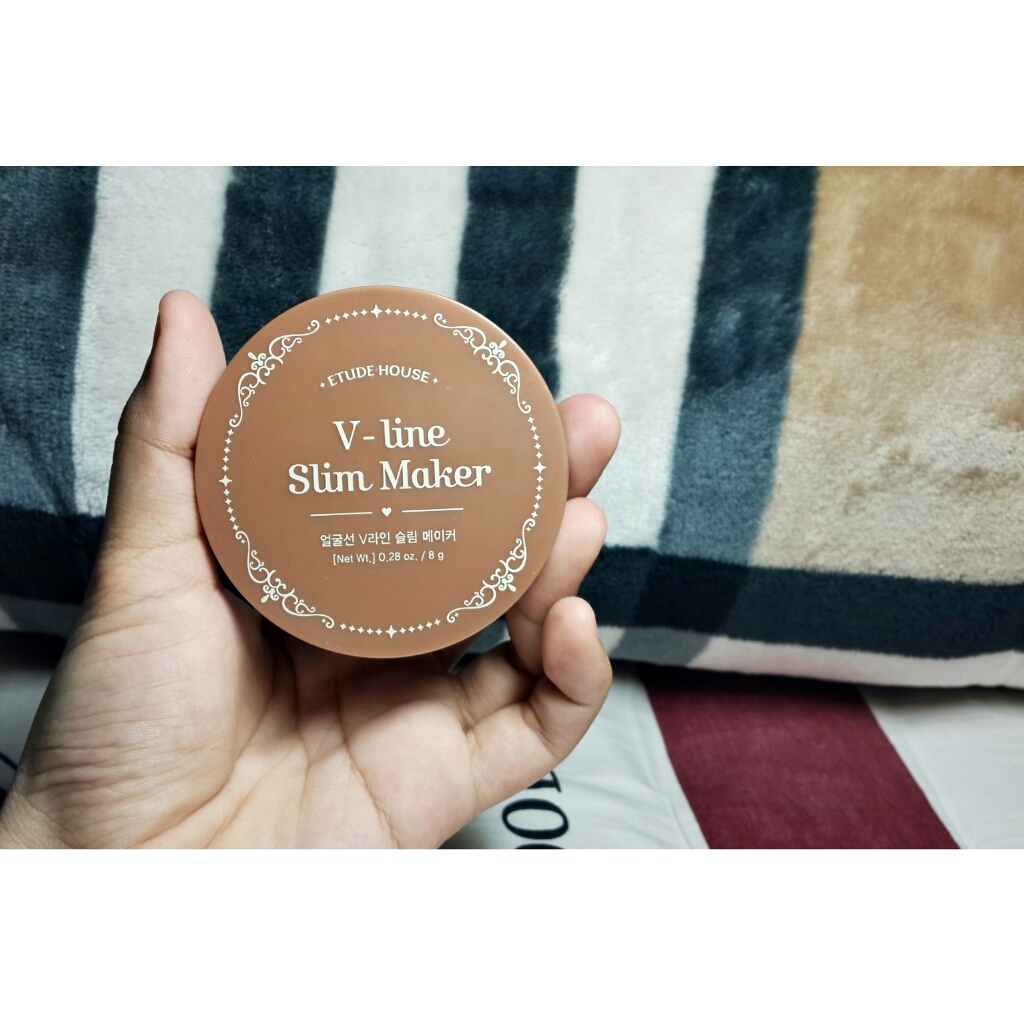 ETUDE HOUSE
V-line
Slim Maker
얼굴선 V라인 슬림 메이커
[Net Wt.] 0.28 oz. / 8 g